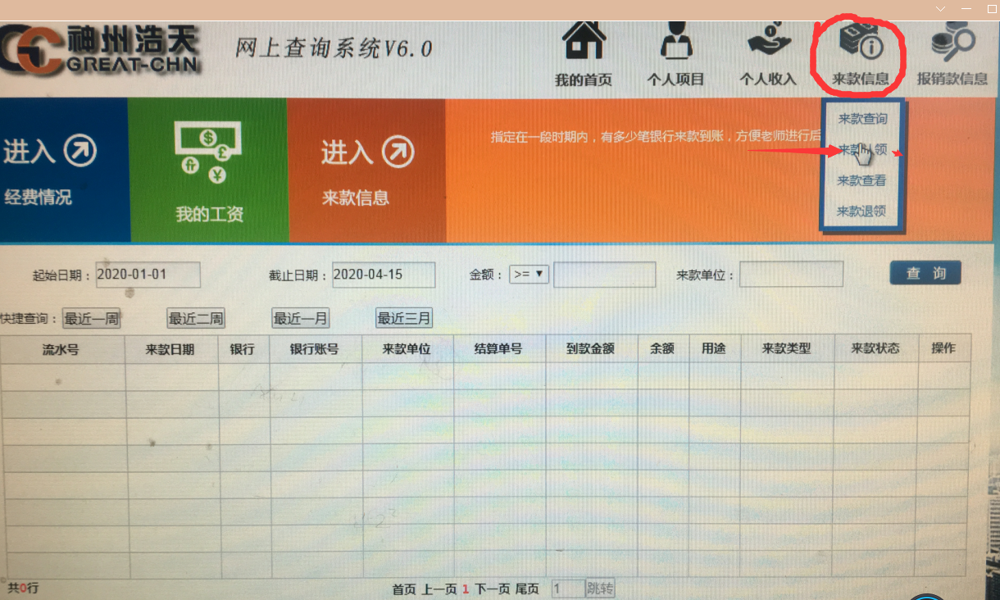 神州浩天
GREAT-CHN
网上查询系统V6.0
我的首页 个人项目 个人收入 来款信息 报销款信息
进入
经费情况
我的工资
进入
来款信息
指定在一段时期内，有多少笔银行来款到账，方便老师进行后
来款查询
来款 领
来款查看
来款退领
起始日期： 2020-01-01 截止日期： 2020-04-15 金额： >= 来款单位： 查 询
快捷查询： 最近一周 最近二周 最近一月 最近三月
流水号 来款日期 银行 银行账号 来款单位 结算单号 到款金额 余额 用途 来款类型 来款状态 操作
共0行 首页 上一页 1 下一页 尾页 1 跳转